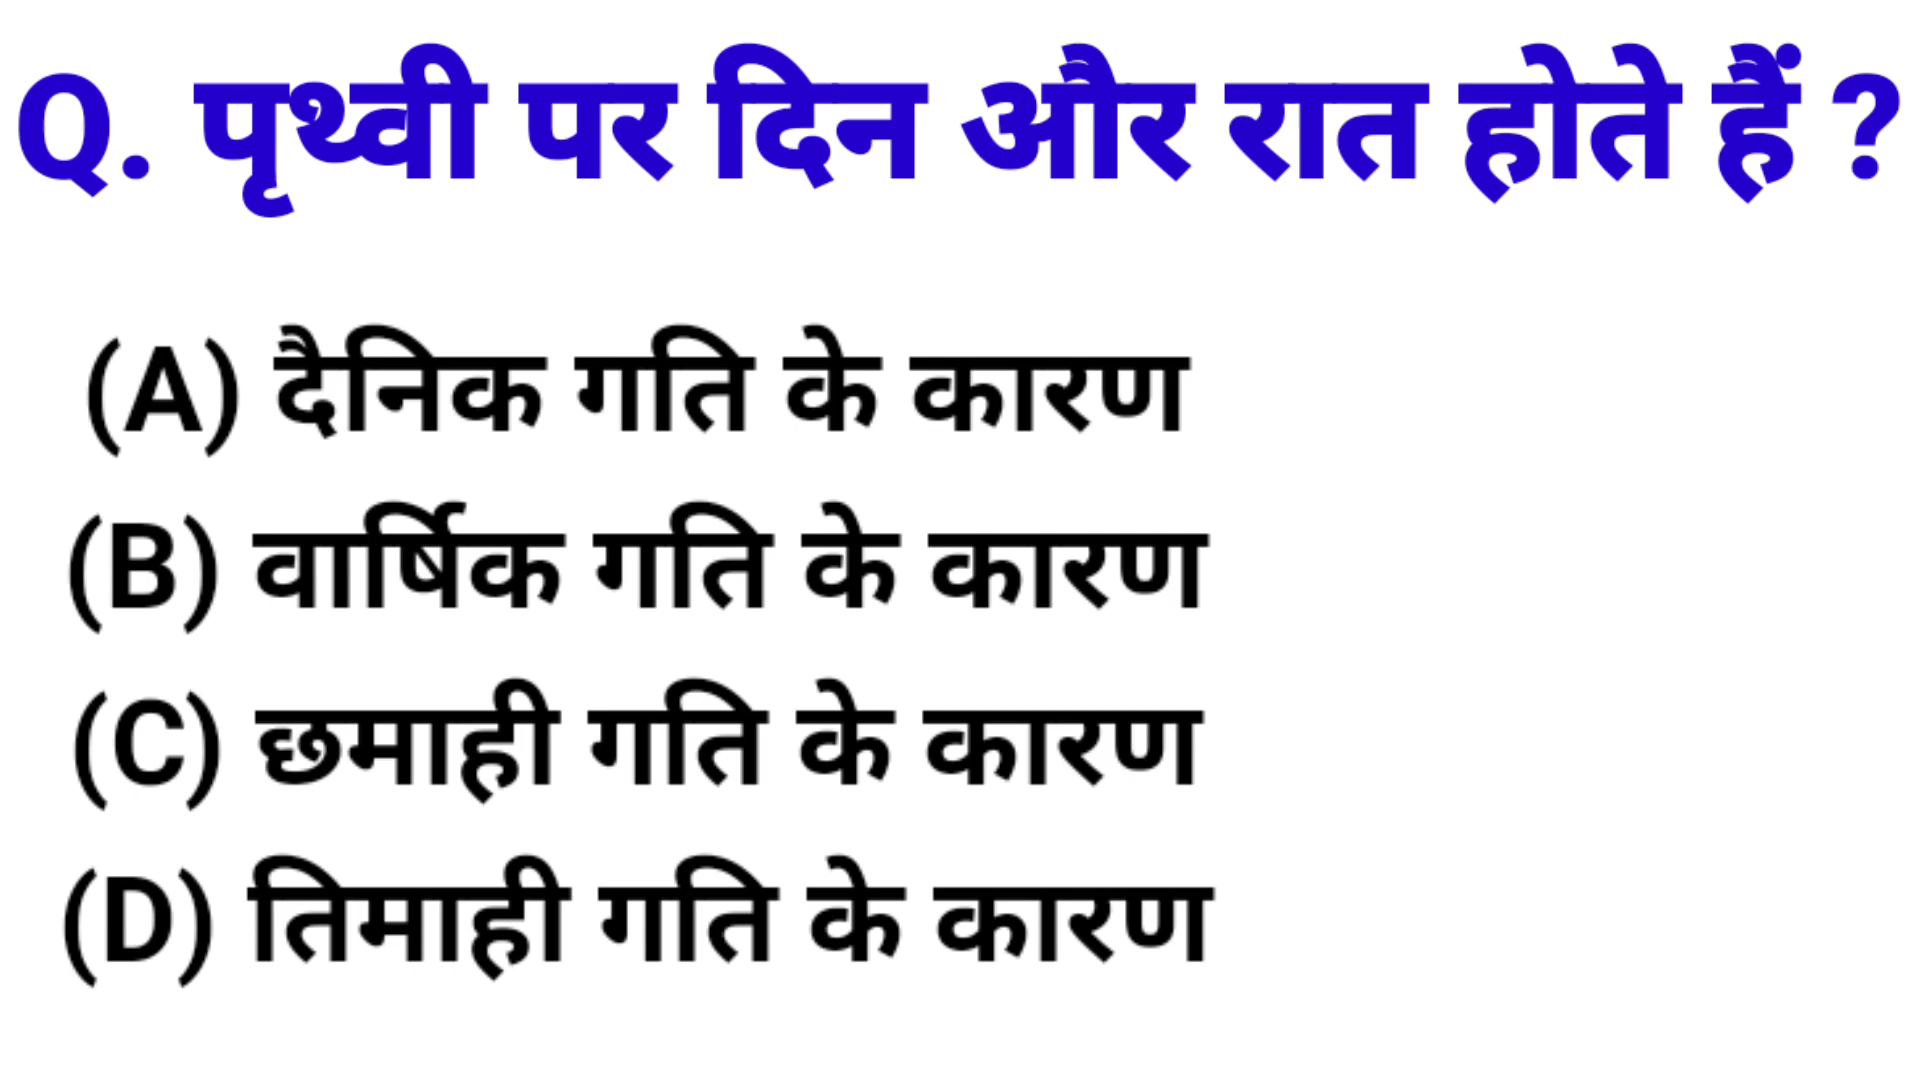 Q. पृथ्वी पर दिन और रात होते हैं ?
(A) दैनिक गति के कारण
(B) वार्षिक गति के कारण
(C) छमाही गति के कारण
(D) तिमाही गति के कारण